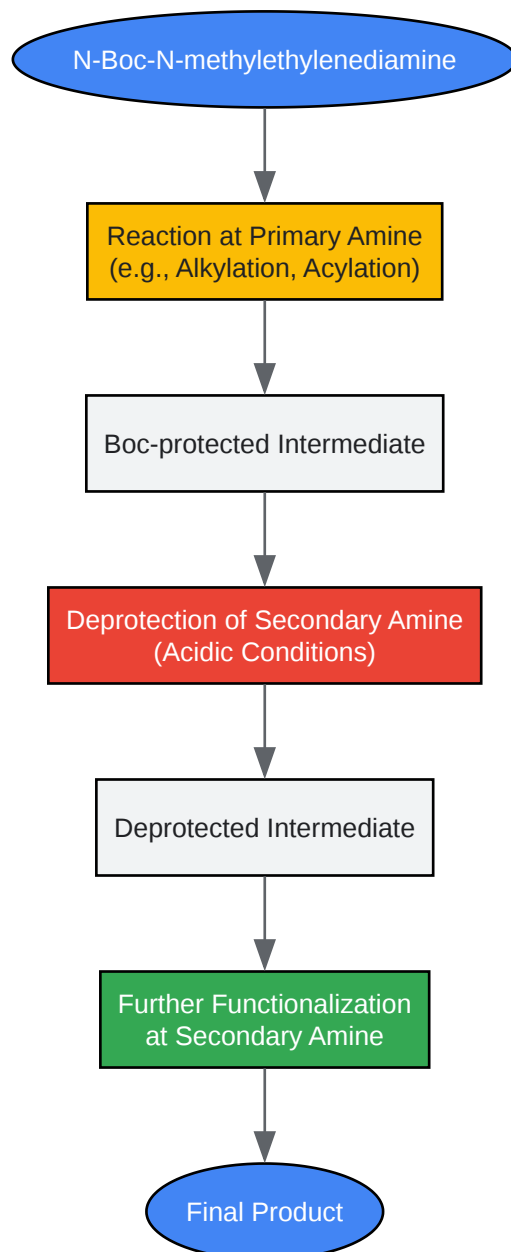 N-Boc-N-methylethylenediamine
Reaction at Primary Amine
(e.g., Alkylation, Acylation)
Boc-protected Intermediate
Deprotection of Secondary Amine
(Acidic Conditions)
Deprotected Intermediate
Further Functionalization
at Secondary Amine
Final Product